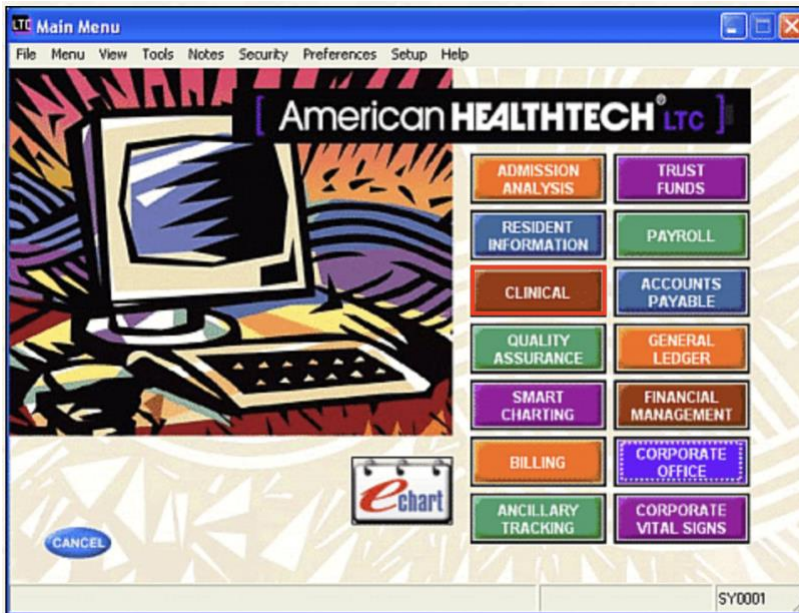 LTC Main Menu
File Menu View Tools Notes Security Preferences Setup Help
[ American HEALTHTECH® LTC ]
ADMISSION
ANALYSIS
TRUST
FUNDS
RESIDENT
INFORMATION
PAYROLL
CLINICAL
ACCOUNTS
PAYABLE
QUALITY
ASSURANCE
GENERAL
LEDGER
SMART
CHARTING
FINANCIAL
MANAGEMENT
BILLING
CORPORATE
OFFICE
echart
ANCILLARY
TRACKING
CORPORATE
VITAL SIGNS
CANCEL
SY0001